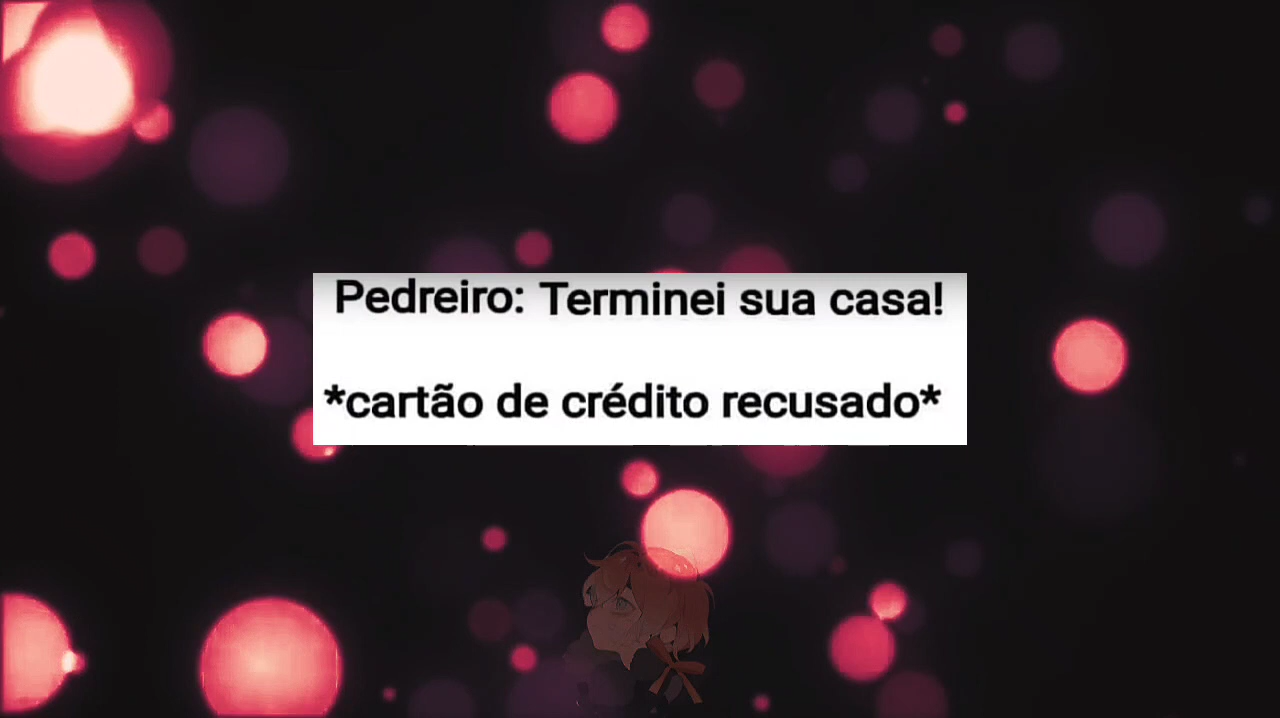 Pedreiro: Terminei sua casa!
*cartão de crédito recusado*